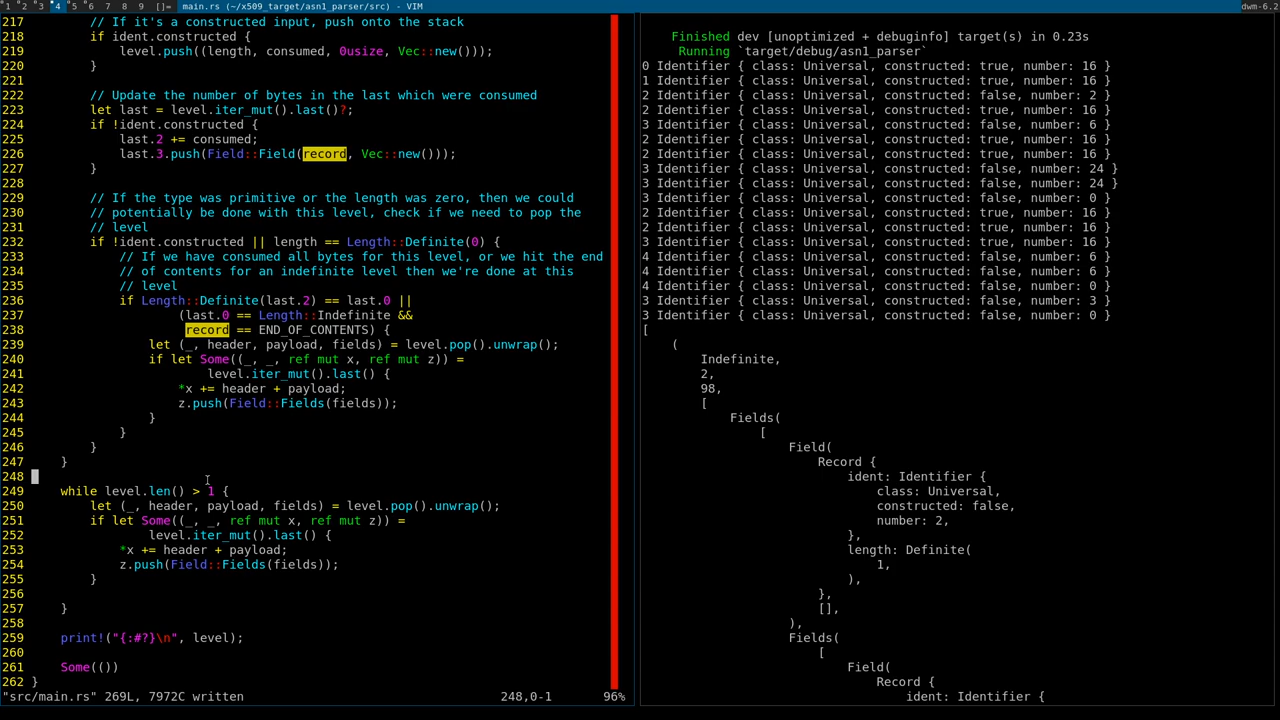 1 2 3 4 5 6 7 8 9 []= main.rs (~/x509_target/asn1_parser/src) - VIM dwm-6.2
217         // If it's a constructed input, push onto the stack
218         if ident.constructed {
219             level.push((length, consumed, 0usize, Vec::new()));
220         }
221
222         // Update the number of bytes in the last which were consumed
223         let last = level.iter_mut().last()?;
224         if !ident.constructed {
225             last.2 += consumed;
226             last.3.push(Field::Field(record, Vec::new()));
227         }
228
229         // If the type was primitive or the length was zero, then we could
230         // potentially be done with this level, check if we need to pop the
231         // level
232         if !ident.constructed || length == Length::Definite(0) {
233             // If we have consumed all bytes for this level, or we hit the end
234             // of contents for an indefinite level then we're done at this
235             // level
236             if Length::Definite(last.2) == last.0 ||
237                     (last.0 == Length::Indefinite &&
238                      record == END_OF_CONTENTS) {
239                 let (_, header, payload, fields) = level.pop().unwrap();
240                 if let Some((_, _, ref mut x, ref mut z)) =
241                         level.iter_mut().last() {
242                     *x += header + payload;
243                     z.push(Field::Fields(fields));
244                 }
245             }
246         }
247     }
248
249     while level.len() > 1 {
250         let (_, header, payload, fields) = level.pop().unwrap();
251         if let Some((_, _, ref mut x, ref mut z)) =
252                 level.iter_mut().last() {
253             *x += header + payload;
254             z.push(Field::Fields(fields));
255         }
256
257     }
258
259     print!("{:#?}\n", level);
260
261     Some(())
262 }
"src/main.rs" 269L, 7972C written 248,0-1 96%
    Finished dev [unoptimized + debuginfo] target(s) in 0.23s
     Running `target/debug/asn1_parser`
0 Identifier { class: Universal, constructed: true, number: 16 }
1 Identifier { class: Universal, constructed: true, number: 16 }
2 Identifier { class: Universal, constructed: false, number: 2 }
2 Identifier { class: Universal, constructed: true, number: 16 }
3 Identifier { class: Universal, constructed: false, number: 6 }
2 Identifier { class: Universal, constructed: true, number: 16 }
2 Identifier { class: Universal, constructed: true, number: 16 }
3 Identifier { class: Universal, constructed: false, number: 24 }
3 Identifier { class: Universal, constructed: false, number: 24 }
3 Identifier { class: Universal, constructed: false, number: 0 }
2 Identifier { class: Universal, constructed: true, number: 16 }
2 Identifier { class: Universal, constructed: true, number: 16 }
3 Identifier { class: Universal, constructed: true, number: 16 }
4 Identifier { class: Universal, constructed: false, number: 6 }
4 Identifier { class: Universal, constructed: false, number: 6 }
4 Identifier { class: Universal, constructed: false, number: 0 }
3 Identifier { class: Universal, constructed: false, number: 3 }
3 Identifier { class: Universal, constructed: false, number: 0 }
[
    (
        Indefinite,
        2,
        98,
        [
            Fields(
                [
                    Field(
                        Record {
                            ident: Identifier {
                                class: Universal,
                                constructed: false,
                                number: 2,
                            },
                            length: Definite(
                                1,
                            ),
                        },
                        [],
                    ),
                    Fields(
                        [
                            Field(
                                Record {
                                    ident: Identifier {